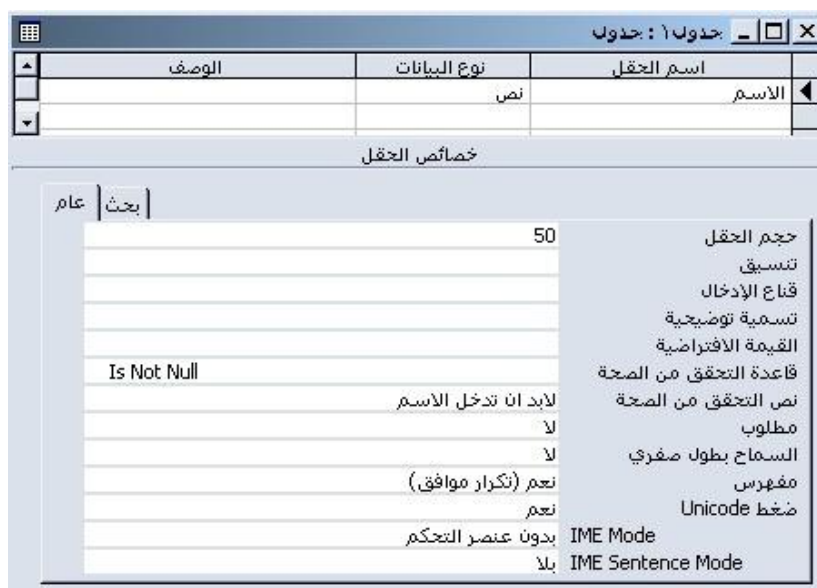 جدول١ : جدول
اسم الحقل نوع البيانات الوصف
الاسم نص
خصائص الحقل
عام بحث
حجم الحقل 50
تنسيق
قناع الإدخال
تسمية توضيحية
القيمة الافتراضية
قاعدة التحقق من الصحة Is Not Null
نص التحقق من الصحة لابد ان تدخل الاسم
مطلوب لا
السماح بطول صفري لا
مفهرس نعم (تكرار موافق)
ضغط Unicode نعم
IME Mode بدون عنصر التحكم
IME Sentence Mode بلا